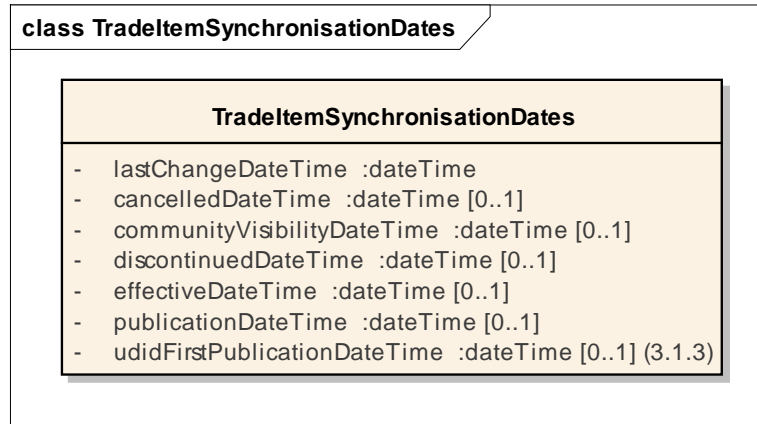 class TradeItemSynchronisationDates
TradeItemSynchronisationDates
- lastChangeDateTime :dateTime
- cancelledDateTime :dateTime [0..1]
- communityVisibilityDateTime :dateTime [0..1]
- discontinuedDateTime :dateTime [0..1]
- effectiveDateTime :dateTime [0..1]
- publicationDateTime :dateTime [0..1]
- udidFirstPublicationDateTime :dateTime [0..1] (3.1.3)